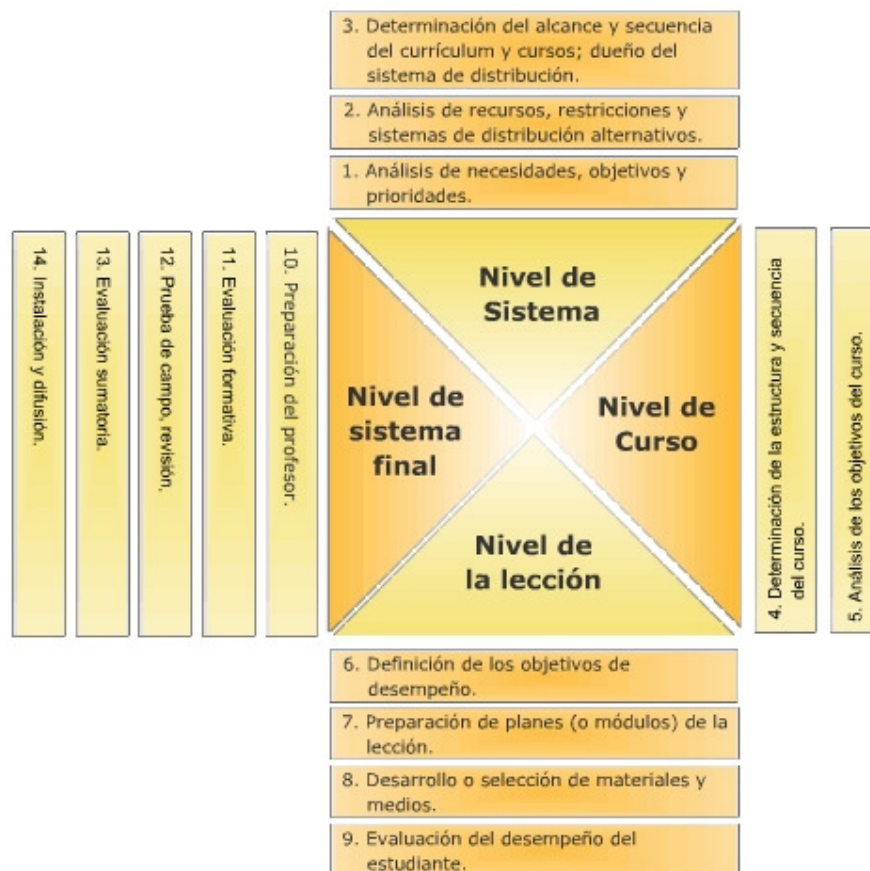 3. Determinación del alcance y secuencia
del currículum y cursos; dueño del
sistema de distribución.
2. Análisis de recursos, restricciones y
sistemas de distribución alternativos.
1. Análisis de necesidades, objetivos y
prioridades.
14. Instalación y difusión.
13. Evaluación sumatoria.
12. Prueba de campo, revisión.
11. Evaluación formativa.
10. Preparación del profesor.
Nivel de
Sistema
Nivel de
sistema
final
Nivel de
Curso
Nivel de
la lección
4. Determinación de la estructura y secuencia
del curso.
5. Análisis de los objetivos del curso.
6. Definición de los objetivos de
desempeño.
7. Preparación de planes (o módulos) de la
lección.
8. Desarrollo o selección de materiales y
medios.
9. Evaluación del desempeño del
estudiante.